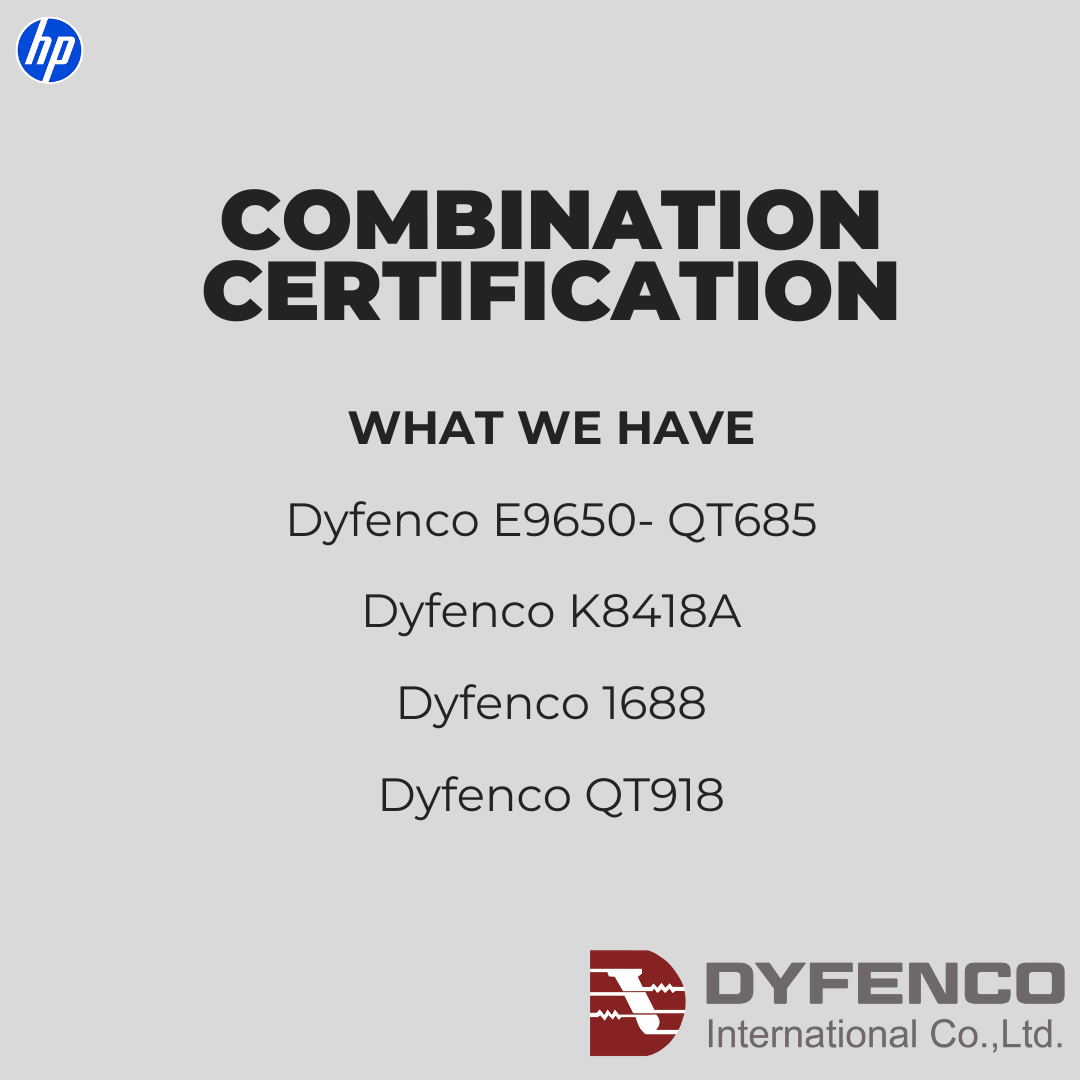 hp
COMBINATION
CERTIFICATION
WHAT WE HAVE
Dyfenco E9650- QT685
Dyfenco K8418A
Dyfenco 1688
Dyfenco QT918
DYFENCO
International Co.,Ltd.